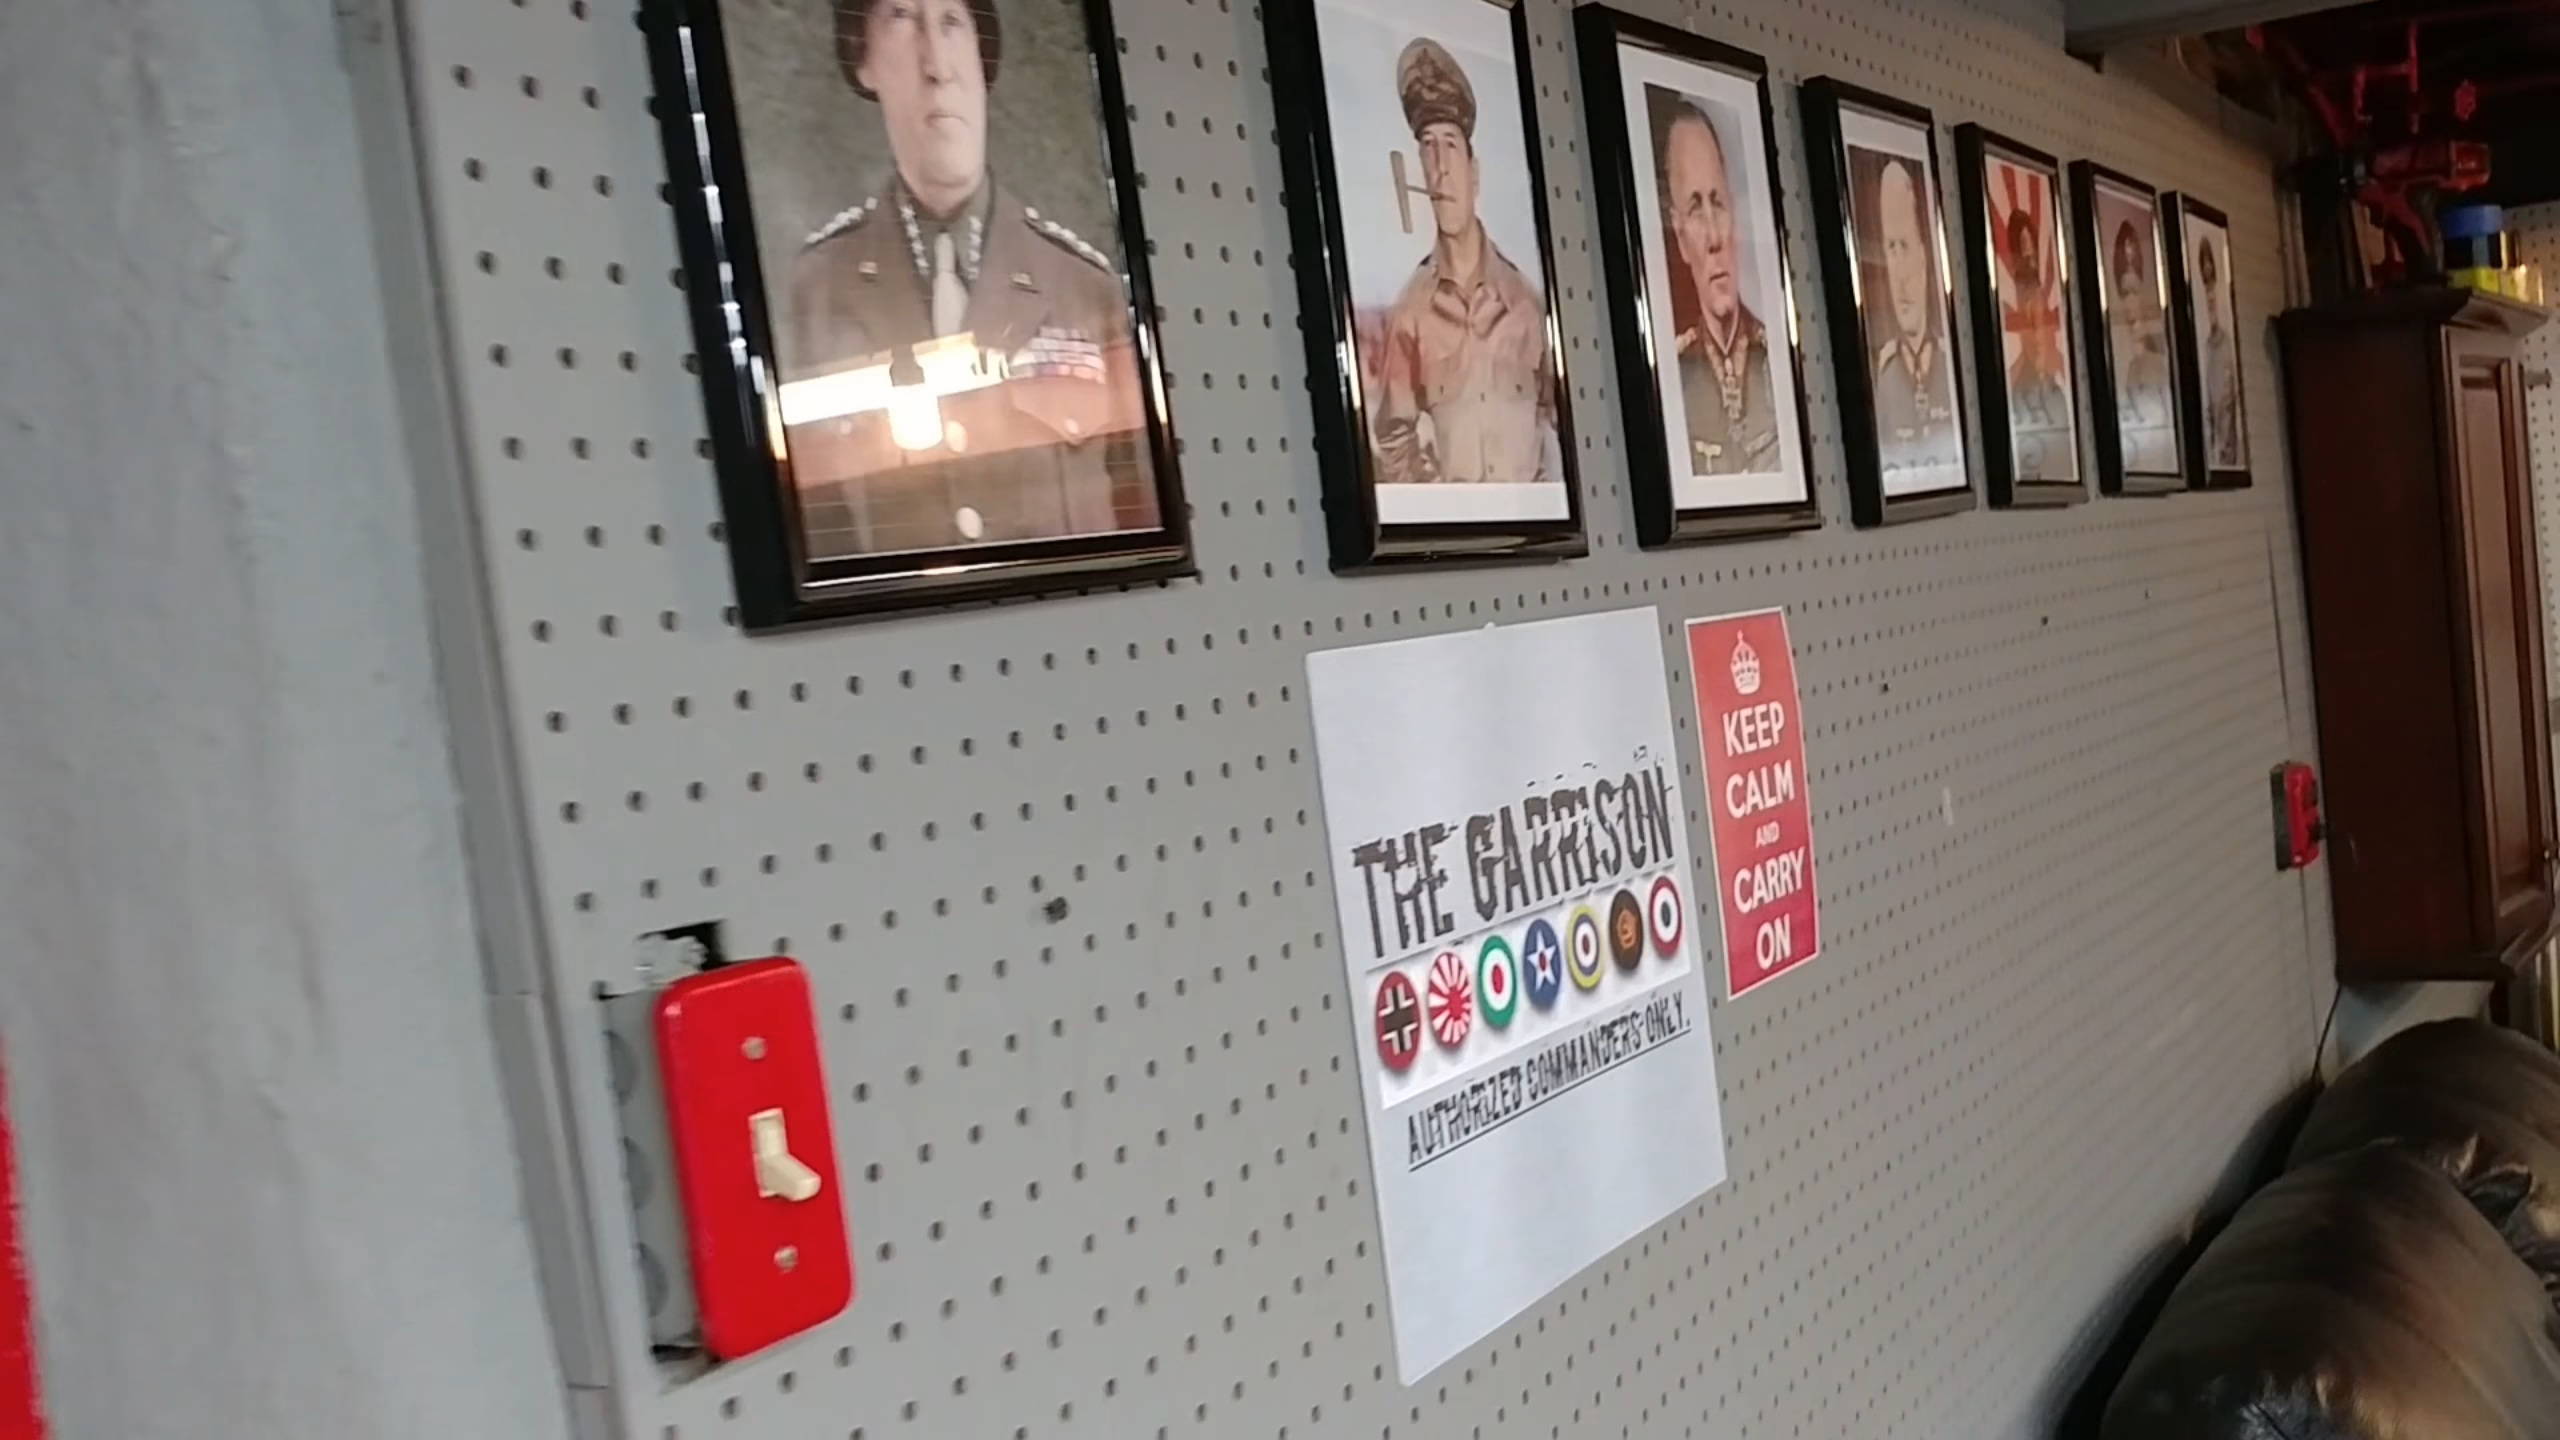 THE GARRISON
AUTHORIZED COMMANDERS ONLY.
KEEP
CALM
AND
CARRY
ON